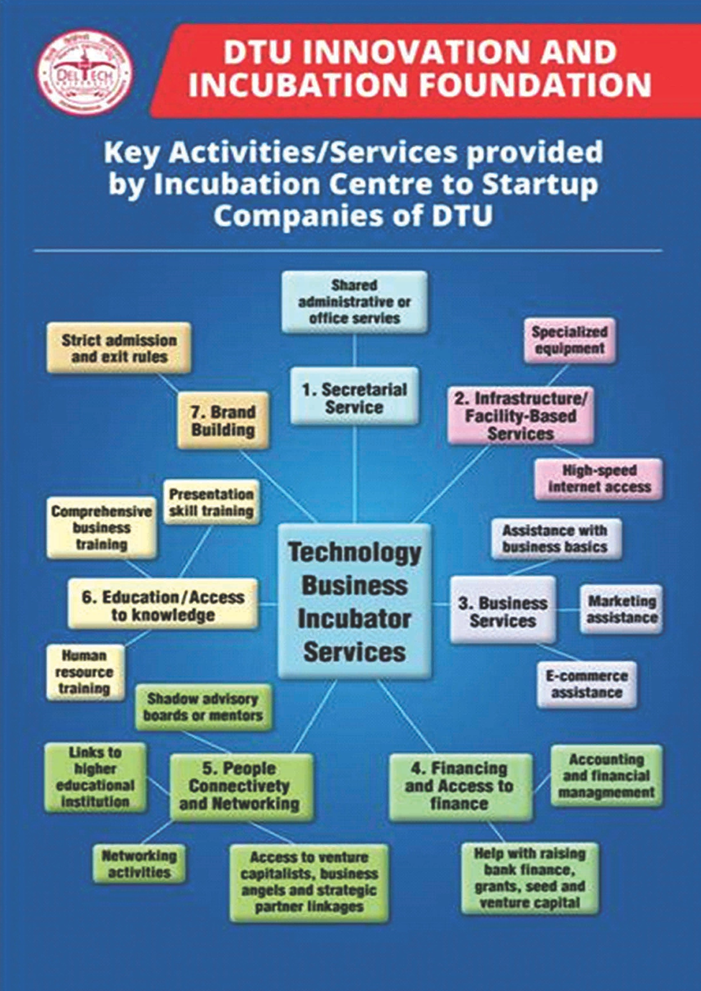 DELTECH
DTU INNOVATION AND
INCUBATION FOUNDATION
Key Activities/Services provided
by Incubation Centre to Startup
Companies of DTU
Shared
administrative or
office servies
1. Secretarial
Service
Specialized
equipment
2. Infrastructure/
Facility-Based
Services
High-speed
internet access
Assistance with
business basics
3. Business
Services
Marketing
assistance
E-commerce
assistance
Technology
Business
Incubator
Services
4. Financing
and Access to
finance
Accounting
and financial
managmement
Help with raising
bank finance,
grants, seed and
venture capital
5. People
Connectivety
and Networking
Shadow advisory
boards or mentors
Links to
higher
educational
institution
Networking
activities
Access to venture
capitalists, business
angels and strategic
partner linkages
6. Education/Access
to knowledge
Presentation
skill training
Comprehensive
business
training
Human
resource
training
7. Brand
Building
Strict admission
and exit rules